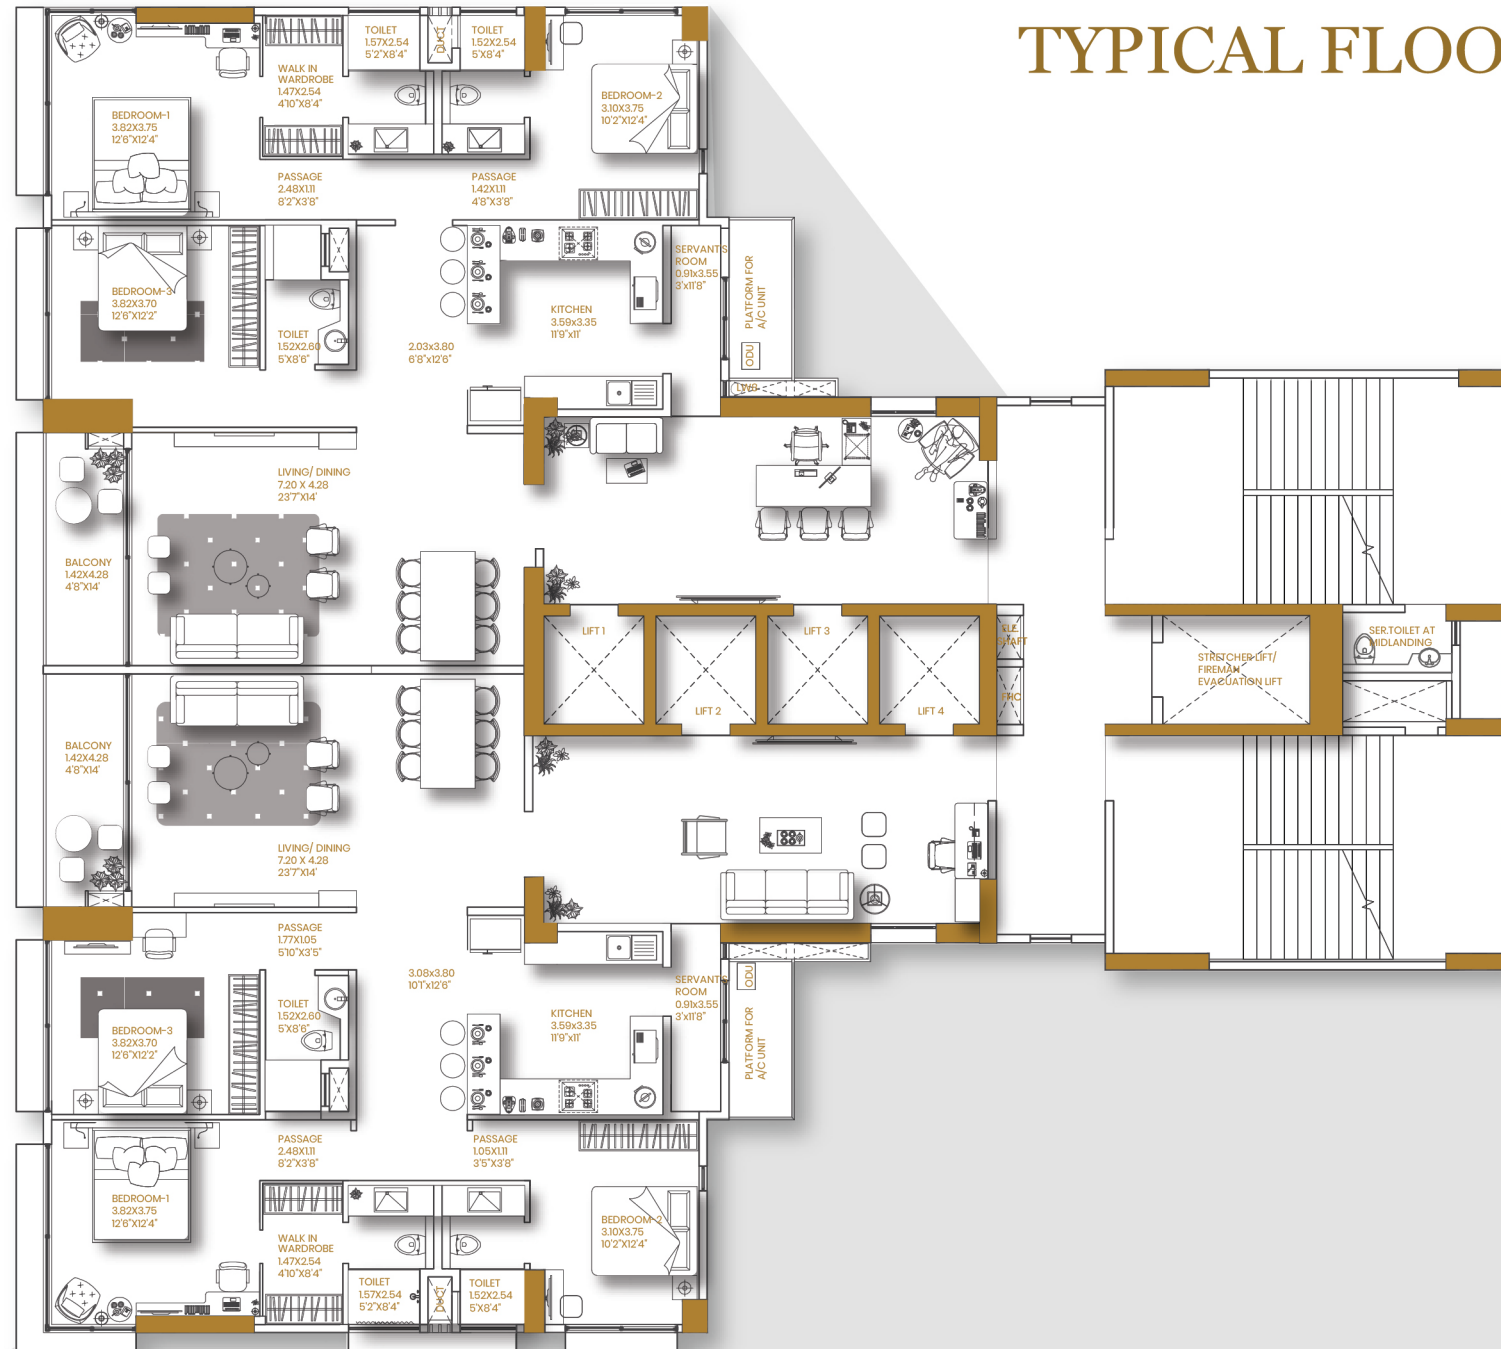 TYPICAL FLOO
TOILET
1.57X2.54
5'2"X8'4"
DUCT
TOILET
1.52X2.54
5'X8'4"
WALK IN
WARDROBE
1.47X2.54
4'10"X8'4"
BEDROOM-1
3.82X3.75
12'6"X12'4"
BEDROOM-2
3.10X3.75
10'2"X12'4"
PASSAGE
2.48X1.11
8'2"X3'8"
PASSAGE
1.42X1.11
4'8"X3'8"
SERVANT'S
ROOM
0.91x3.55
3'x11'8"
PLATFORM FOR
A/C UNIT
ODU
BEDROOM-3
3.82X3.70
12'6"X12'2"
KITCHEN
3.59x3.35
11'9"x11'
TOILET
1.52X2.60
5'X8'6"
2.03x3.80
6'8"x12'6"
LIVING/ DINING
7.20 X 4.28
23'7"X14'
BALCONY
1.42X4.28
4'8"X14'
LIFT 1
LIFT 2
LIFT 3
LIFT 4
ELE.
SHAFT
FHC
STRETCHER LIFT/
FIREMAN
EVACUATION LIFT
SER.TOILET AT
MIDLANDING
BALCONY
1.42X4.28
4'8"X14'
LIVING/ DINING
7.20 X 4.28
23'7"X14'
PASSAGE
1.77X1.05
5'10"X3'5"
3.08x3.80
10'1"x12'6"
SERVANT'S
ROOM
0.91x3.55
3'x11'8"
ODU
PLATFORM FOR
A/C UNIT
TOILET
1.52X2.60
5'X8'6"
KITCHEN
3.59x3.35
11'9"x11'
BEDROOM-3
3.82X3.70
12'6"X12'2"
PASSAGE
2.48X1.11
8'2"X3'8"
PASSAGE
1.05X1.11
3'5"X3'8"
BEDROOM-1
3.82X3.75
12'6"X12'4"
BEDROOM-2
3.10X3.75
10'2"X12'4"
WALK IN
WARDROBE
1.47X2.54
4'10"X8'4"
TOILET
1.57X2.54
5'2"X8'4"
DUCT
TOILET
1.52X2.54
5'X8'4"